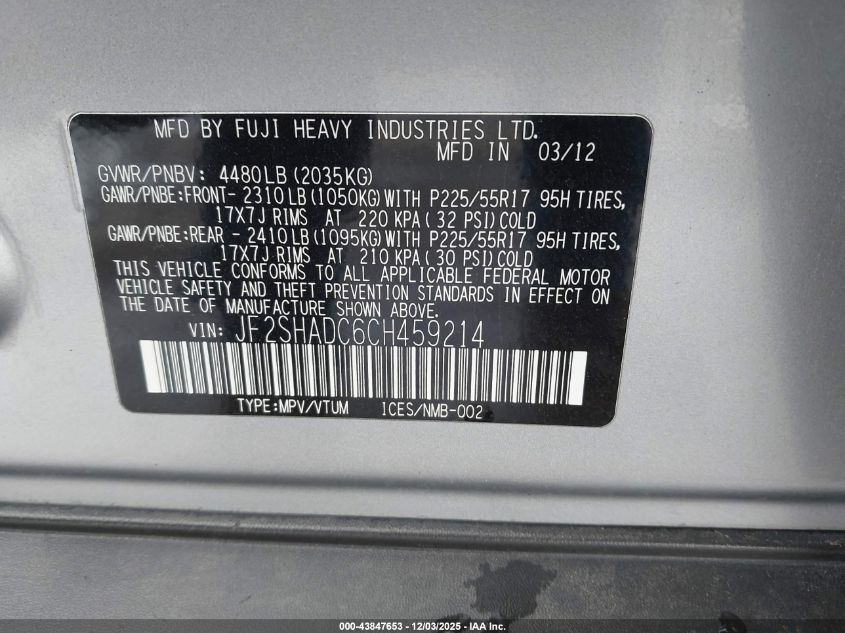 MFD BY FUJI HEAVY INDUSTRIES LTD.
MFD IN 03/12
GVWR/PNBV: 4480LB(2035KG)
GAWR/PNBE:FRONT- 2310LB(1050KG)WITH P225/55R17 95H TIRES,
17X7J RIMS AT 220 KPA( 32 PSI)COLD
GAWR/PNBE:REAR - 2410LB(1095KG)WITH P225/55R17 95H TIRES,
17X7J RIMS AT 210 KPA( 30 PSI)COLD
THIS VEHICLE CONFORMS TO ALL APPLICABLE FEDERAL MOTOR
VEHICLE SAFETY AND THEFT PREVENTION STANDARDS IN EFFECT ON
THE DATE OF MANUFACTURE SHOWN ABOVE.
VIN: JF2SHADC6CH459214
TYPE:MPV/VTUM ICES/NMB-002
000-43847653 - 12/03/2025 - IAA Inc.